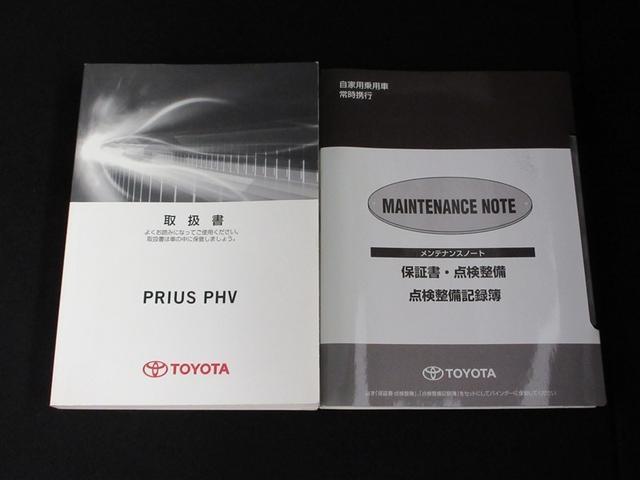 取扱書
よくお読みになってご使用ください。
取扱書は車の中に保管しましょう。
PRIUS PHV
TOYOTA
自家用乗用車
常時携行
MAINTENANCE NOTE
メンテナンスノート
保証書・点検整備
点検整備記録簿
TOYOTA